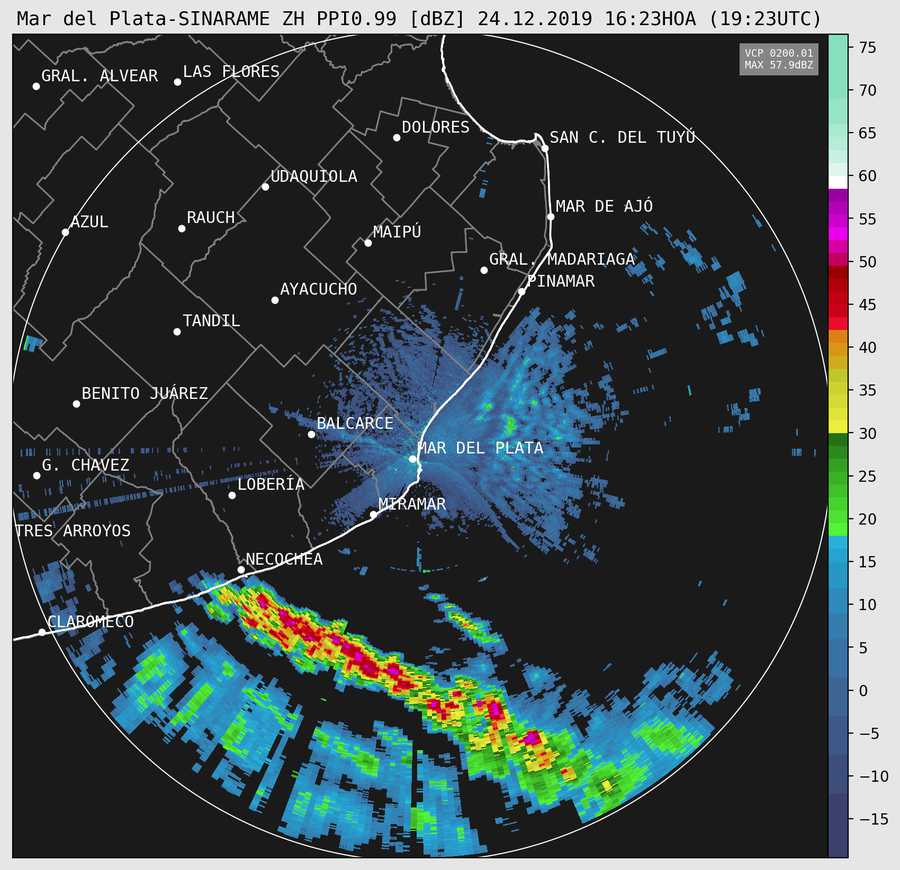 Mar del Plata-SINARAME ZH PPI0.99 [dBZ] 24.12.2019 16:23HOA (19:23UTC)
VCP 0200.01
MAX 57.9dBZ
GRAL. ALVEAR
LAS FLORES
DOLORES
SAN C. DEL TUYÚ
UDAQUIOLA
AZUL
RAUCH
MAIPÚ
MAR DE AJÓ
GRAL. MADARIAGA
PINAMAR
AYACUCHO
TANDIL
BENITO JUÁREZ
BALCARCE
MAR DEL PLATA
G. CHAVEZ
LOBERÍA
MIRAMAR
TRES ARROYOS
NECOCHEA
CLAROMECO
75
70
65
60
55
50
45
40
35
30
25
20
15
10
5
0
−5
−10
−15